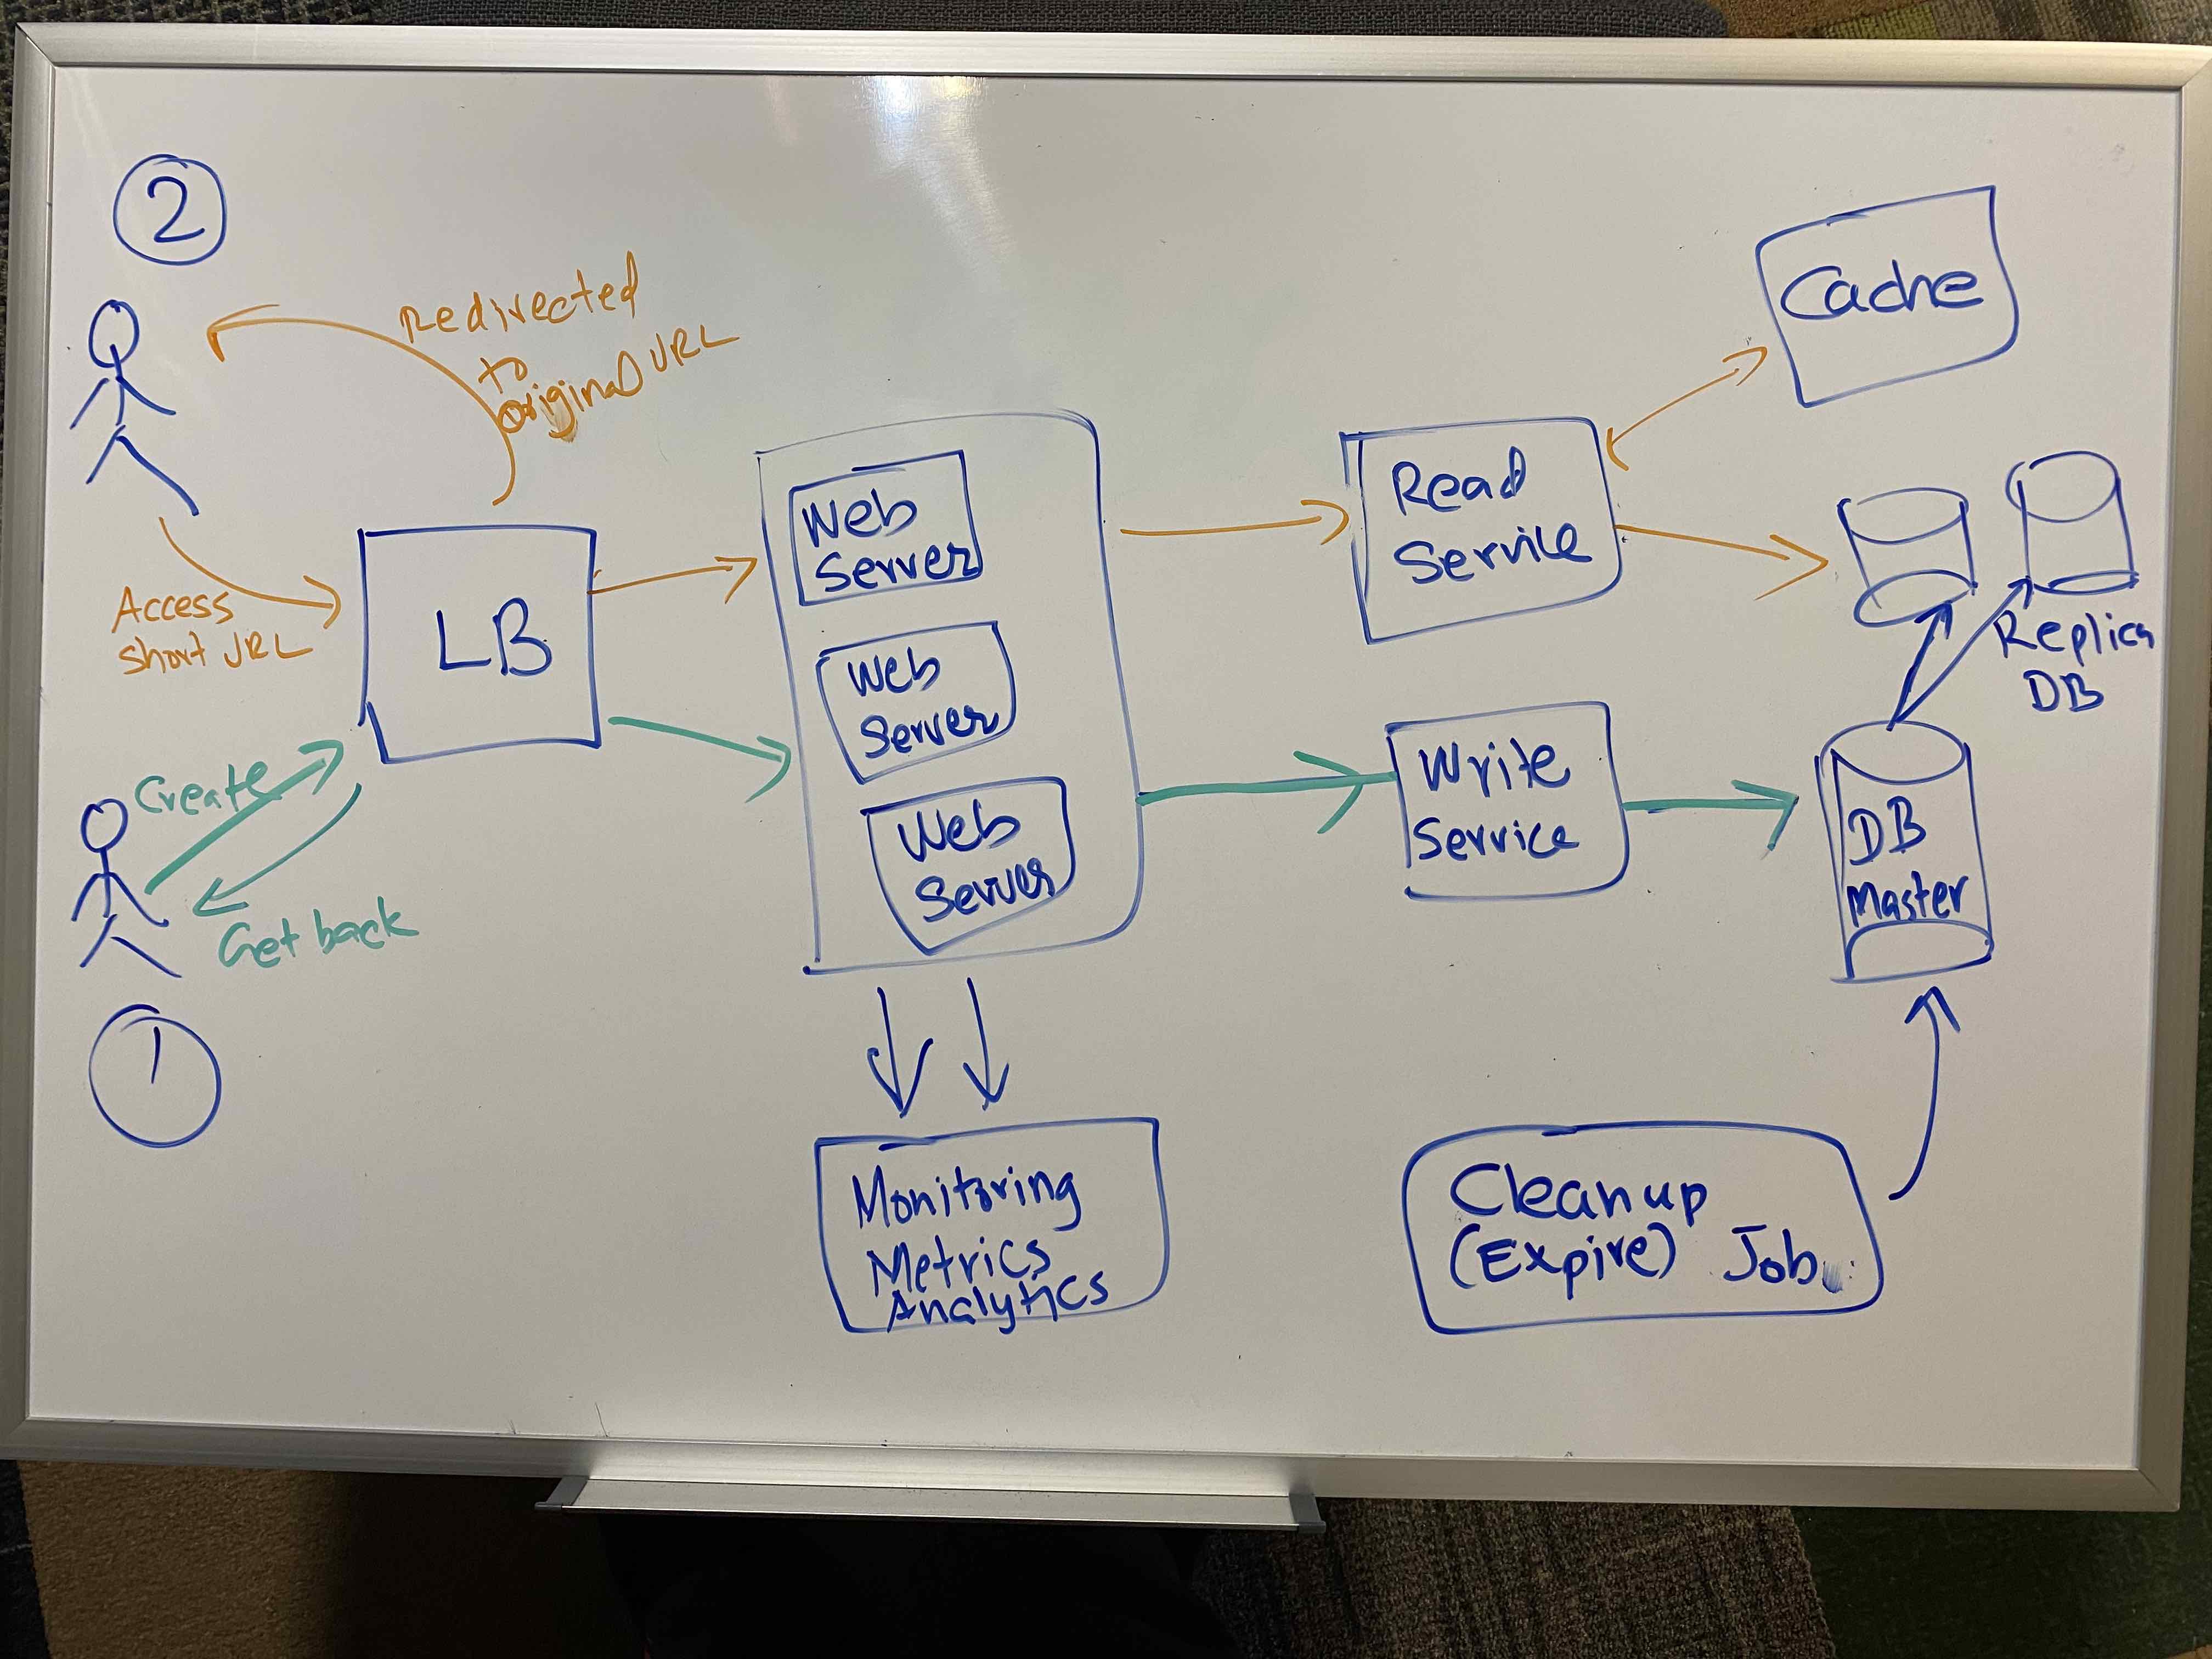 2
Redirected
to
original URL
Access
short URL
Create
Get back
1
LB
Web
Server
Web
Server
Web
Server
Monitoring
Metrics
Analytics
Read
Service
Write
Service
Cache
Replica
DB
DB
Master
Cleanup
(Expire) Job